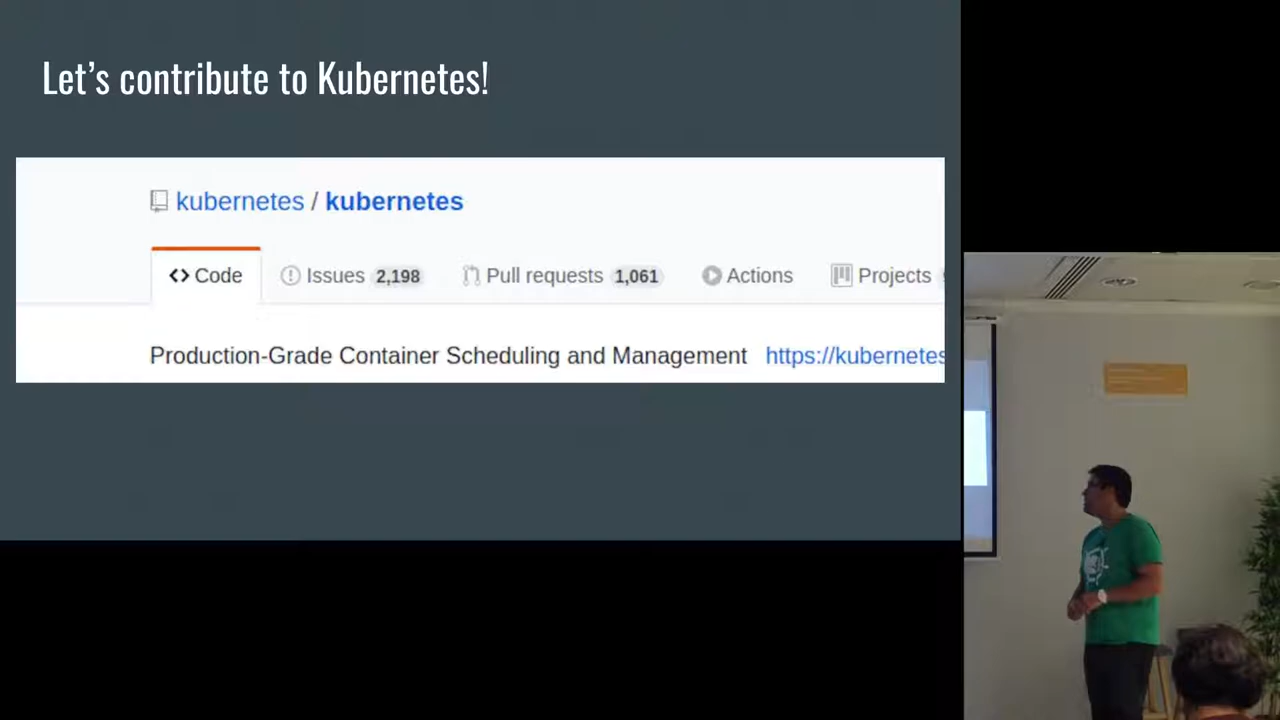 Let's contribute to Kubernetes!
kubernetes / kubernetes
Code Issues 2,198 Pull requests 1,061 Actions Projects
Production-Grade Container Scheduling and Management https://kubernetes